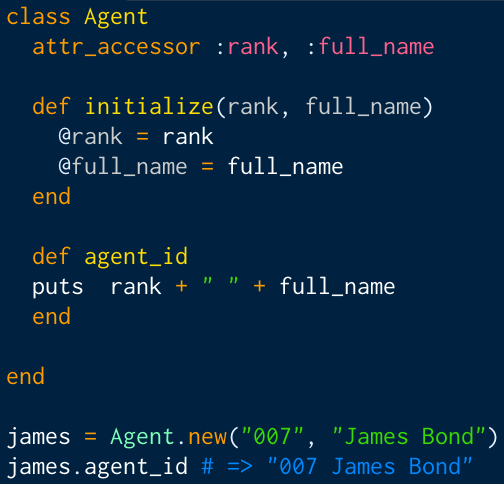 class Agent
  attr_accessor :rank, :full_name

  def initialize(rank, full_name)
    @rank = rank
    @full_name = full_name
  end

  def agent_id
  puts  rank + " " + full_name
  end

end

james = Agent.new("007", "James Bond")
james.agent_id # => "007 James Bond"